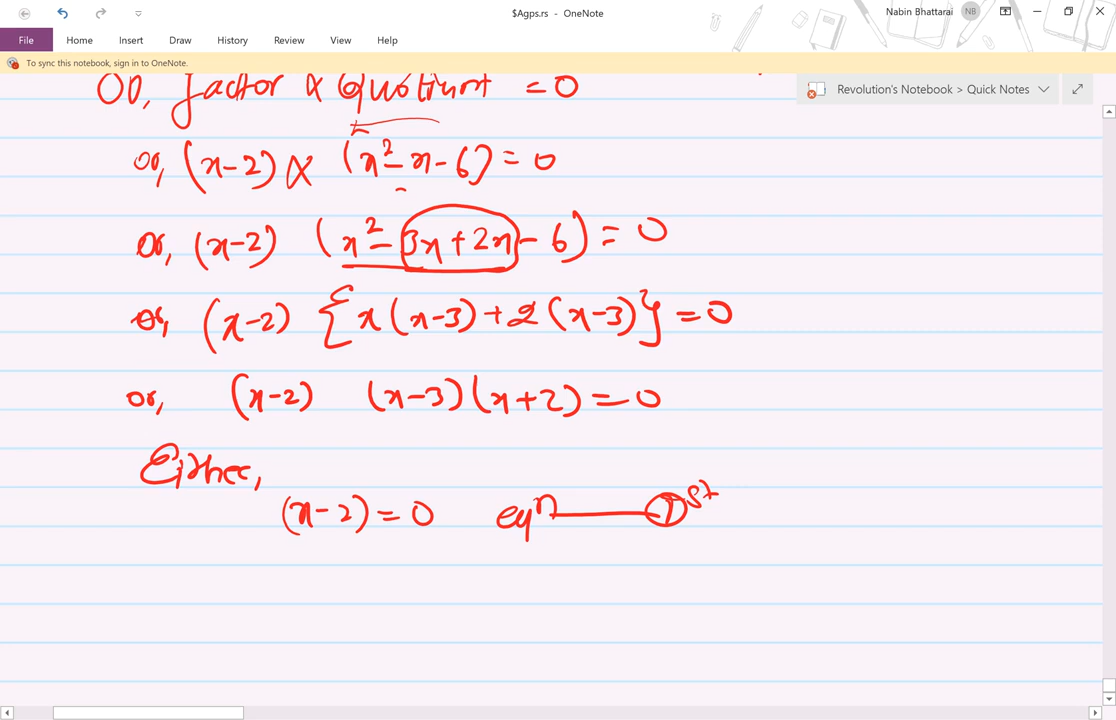 $Agps.rs - OneNote
Nabin Bhattarai NB
File Home Insert Draw History Review View Help
To sync this notebook, sign in to OneNote.
Revolution's Notebook > Quick Notes
Or, factor × Quotient = 0
or, (x-2) × (x² - x - 6) = 0
Or, (x-2) (x² - 3x + 2x - 6) = 0
or, (x-2) {x(x-3) + 2(x-3)} = 0
or, (x-2) (x-3)(x+2) = 0
Either,
(x-2) = 0 eqⁿ — I st